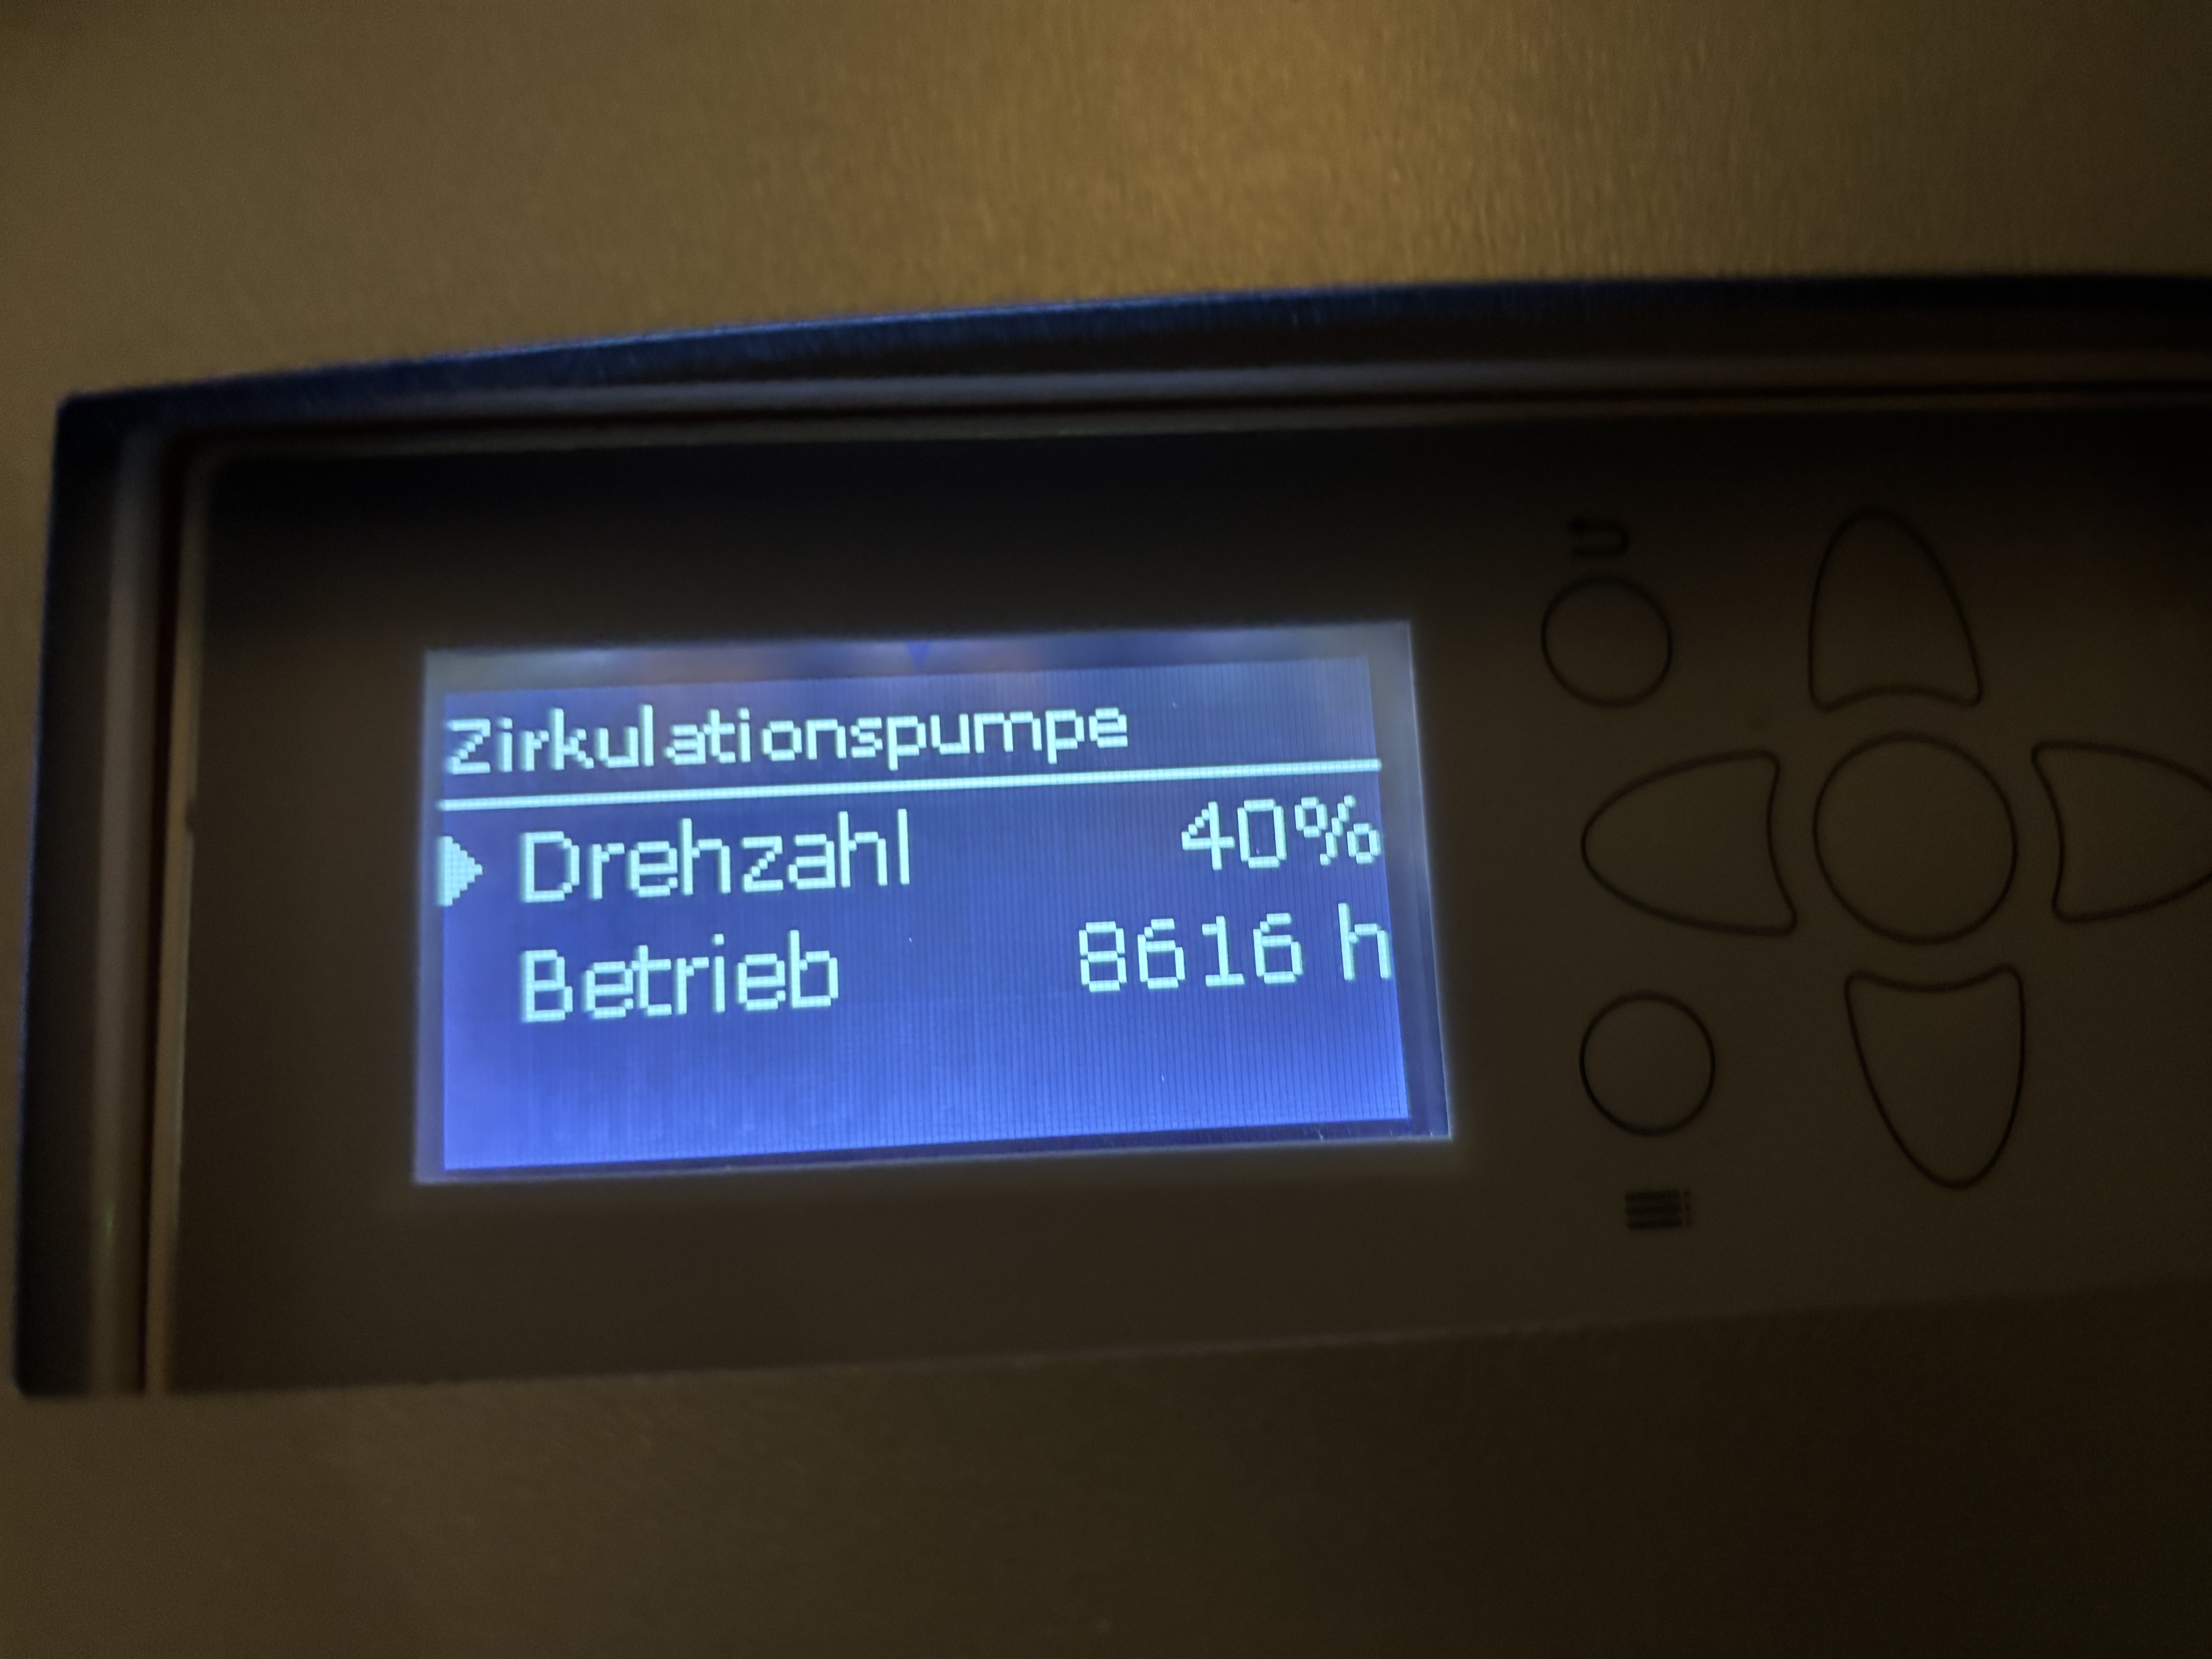 Zirkulationspumpe
Drehzahl 40%
Betrieb 8616 h